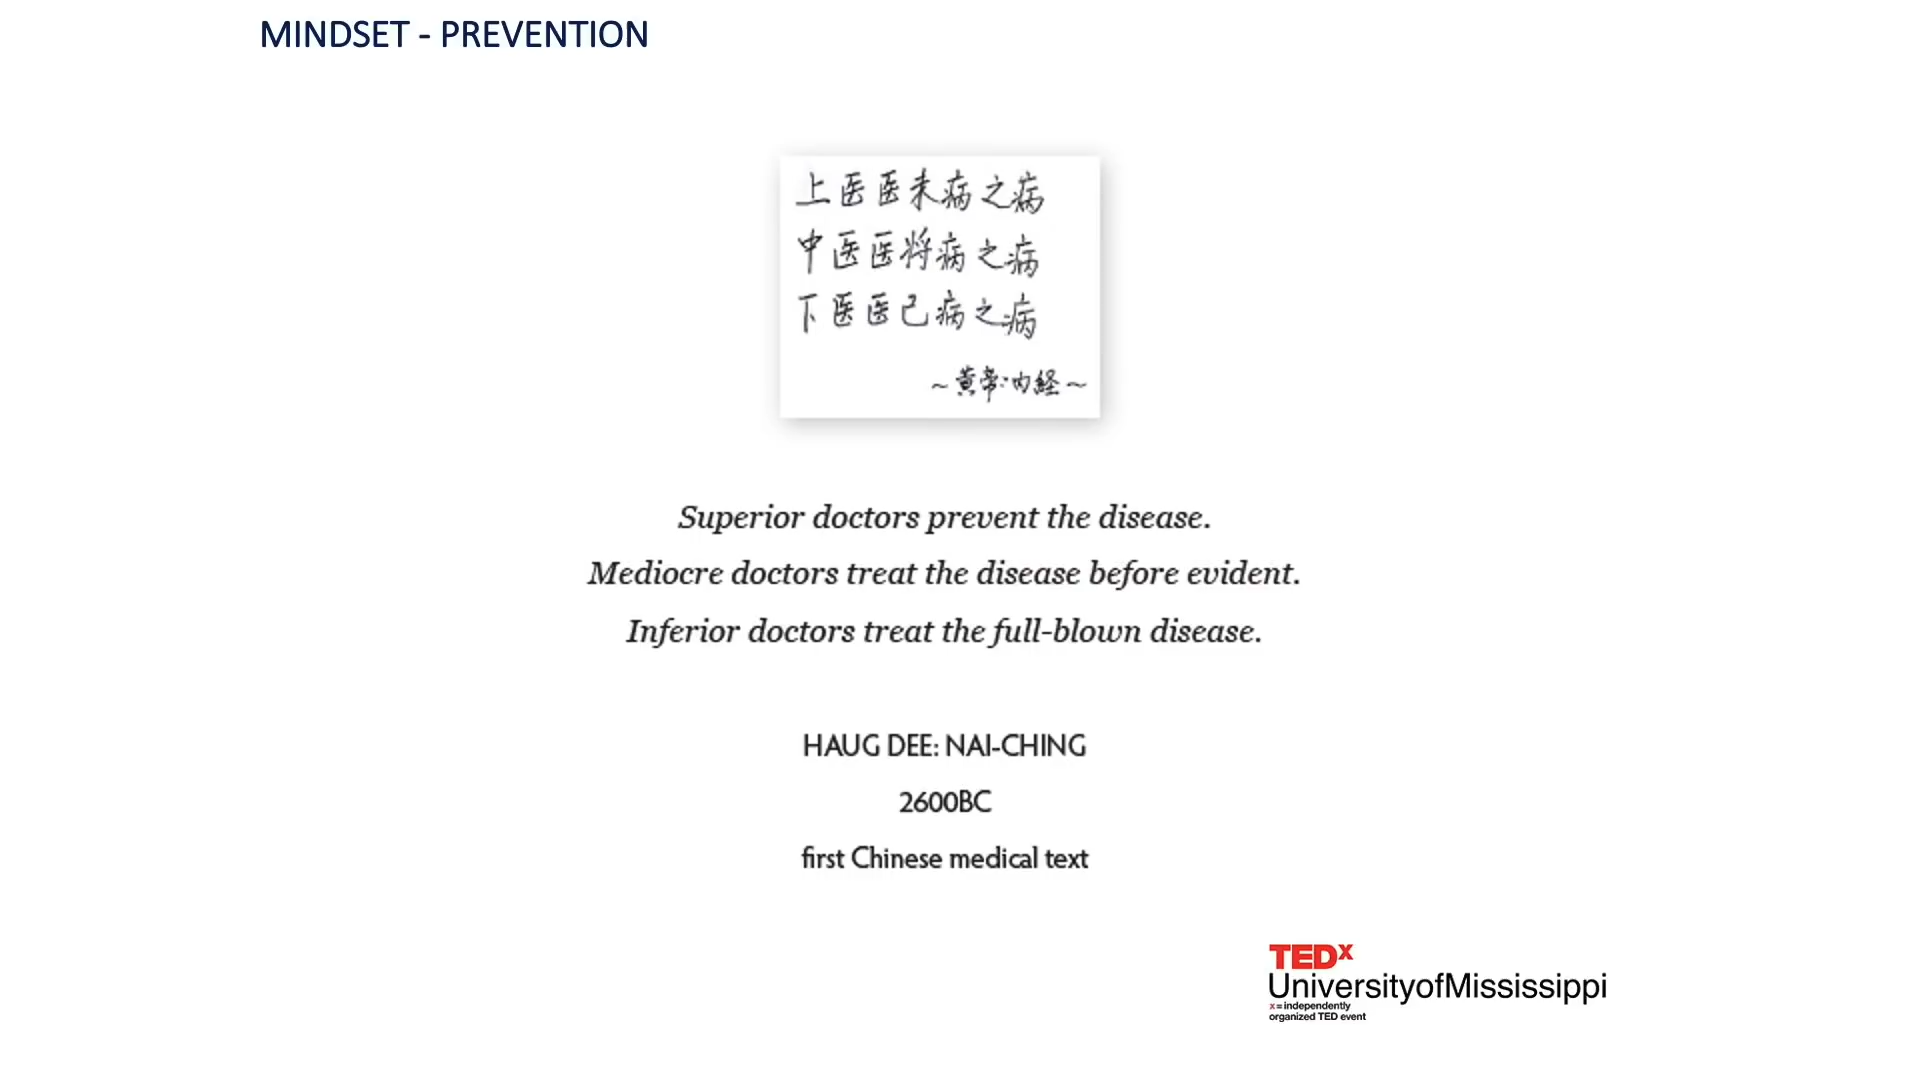 MINDSET - PREVENTION
上医医未病之病
中医医将病之病
下医医已病之病
~黄帝:内経~
Superior doctors prevent the disease.
Mediocre doctors treat the disease before evident.
Inferior doctors treat the full-blown disease.
HAUG DEE: NAI-CHING
2600BC
first Chinese medical text
TEDx
UniversityofMississippi
x = independently
organized TED event